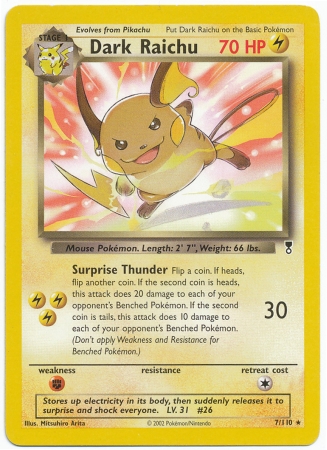 Evolves from Pikachu Put Dark Raichu on the Basic Pokémon
STAGE 1
Dark Raichu 70 HP
Mouse Pokémon. Length: 2' 7", Weight: 66 lbs.
Surprise Thunder Flip a coin. If heads,
flip another coin. If the second coin is heads,
this attack does 20 damage to each of your
opponent's Benched Pokémon. If the second
coin is tails, this attack does 10 damage to
each of your opponent's Benched Pokémon.
(Don't apply Weakness and Resistance for
Benched Pokémon.)
30
weakness resistance retreat cost
Stores up electricity in its body, then suddenly releases it to
surprise and shock everyone. LV. 31 #26
Illus. Mitsuhiro Arita © 2002 Pokémon/Nintendo 7/110 ★